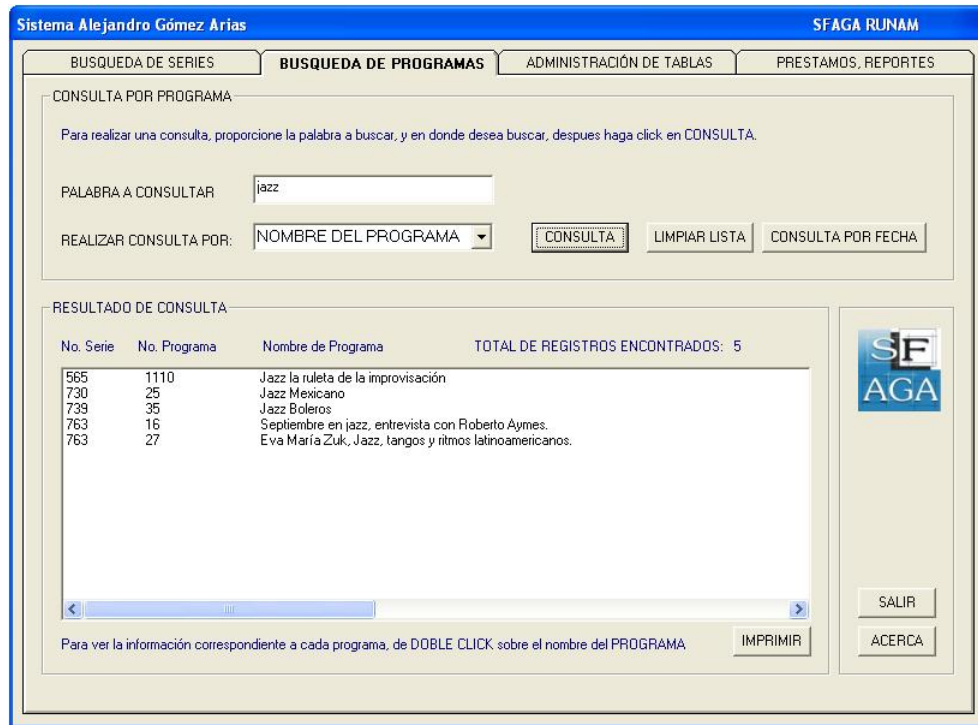 Sistema Alejandro Gómez Arias SFAGA RUNAM
BUSQUEDA DE SERIES BUSQUEDA DE PROGRAMAS ADMINISTRACIÓN DE TABLAS PRESTAMOS, REPORTES
CONSULTA POR PROGRAMA
Para realizar una consulta, proporcione la palabra a buscar, y en donde desea buscar, despues haga click en CONSULTA.
PALABRA A CONSULTAR jazz
REALIZAR CONSULTA POR: NOMBRE DEL PROGRAMA CONSULTA LIMPIAR LISTA CONSULTA POR FECHA
RESULTADO DE CONSULTA
No. Serie No. Programa Nombre de Programa TOTAL DE REGISTROS ENCONTRADOS: 5
565 1110 Jazz la ruleta de la improvisación
730 25 Jazz Mexicano
739 35 Jazz Boleros
763 16 Septiembre en jazz, entrevista con Roberto Aymes.
763 27 Eva María Zuk, Jazz, tangos y ritmos latinoamericanos.
SF
AGA
SALIR
Para ver la información correspondiente a cada programa, de DOBLE CLICK sobre el nombre del PROGRAMA IMPRIMIR ACERCA